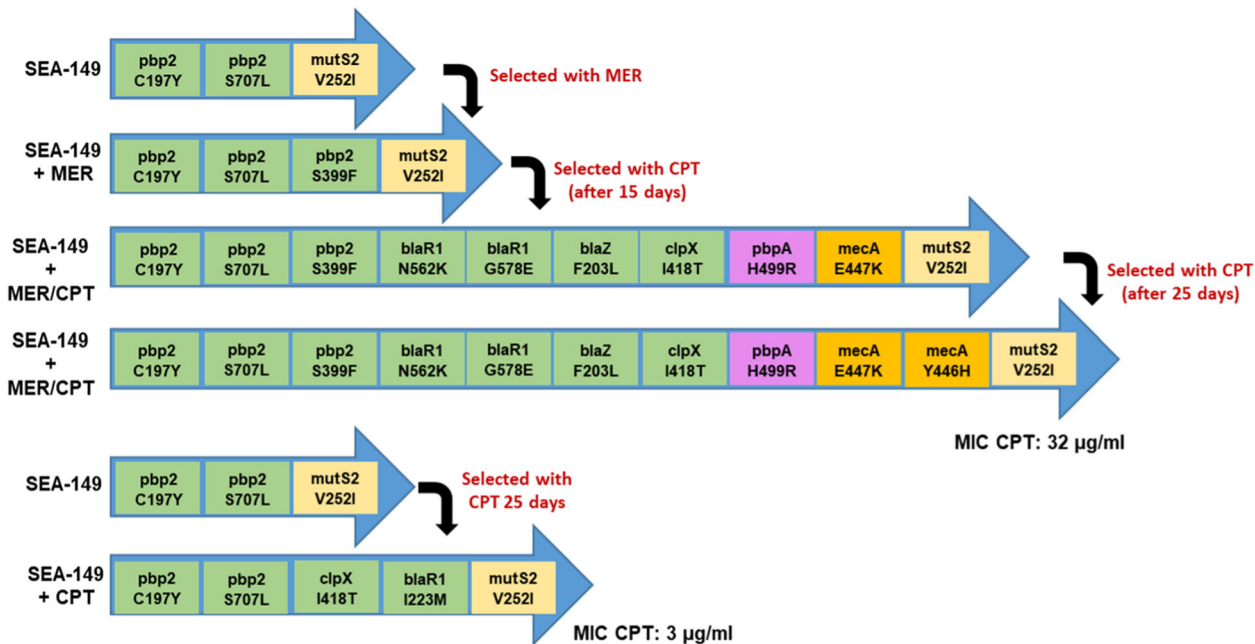 SEA-149
pbp2 pbp2 mutS2
C197Y S707L V252I
Selected with MER
SEA-149
+ MER
pbp2 pbp2 pbp2 mutS2
C197Y S707L S399F V252I
Selected with CPT
(after 15 days)
SEA-149
+
MER/CPT
pbp2 pbp2 pbp2 blaR1 blaR1 blaZ clpX pbpA mecA mutS2
C197Y S707L S399F N562K G578E F203L I418T H499R E447K V252I
Selected with CPT
(after 25 days)
SEA-149
+
MER/CPT
pbp2 pbp2 pbp2 blaR1 blaR1 blaZ clpX pbpA mecA mecA mutS2
C197Y S707L S399F N562K G578E F203L I418T H499R E447K Y446H V252I
MIC CPT: 32 µg/ml
SEA-149
pbp2 pbp2 mutS2
C197Y S707L V252I
Selected with
CPT 25 days
SEA-149
+ CPT
pbp2 pbp2 clpX blaR1 mutS2
C197Y S707L I418T I223M V252I
MIC CPT: 3 µg/ml